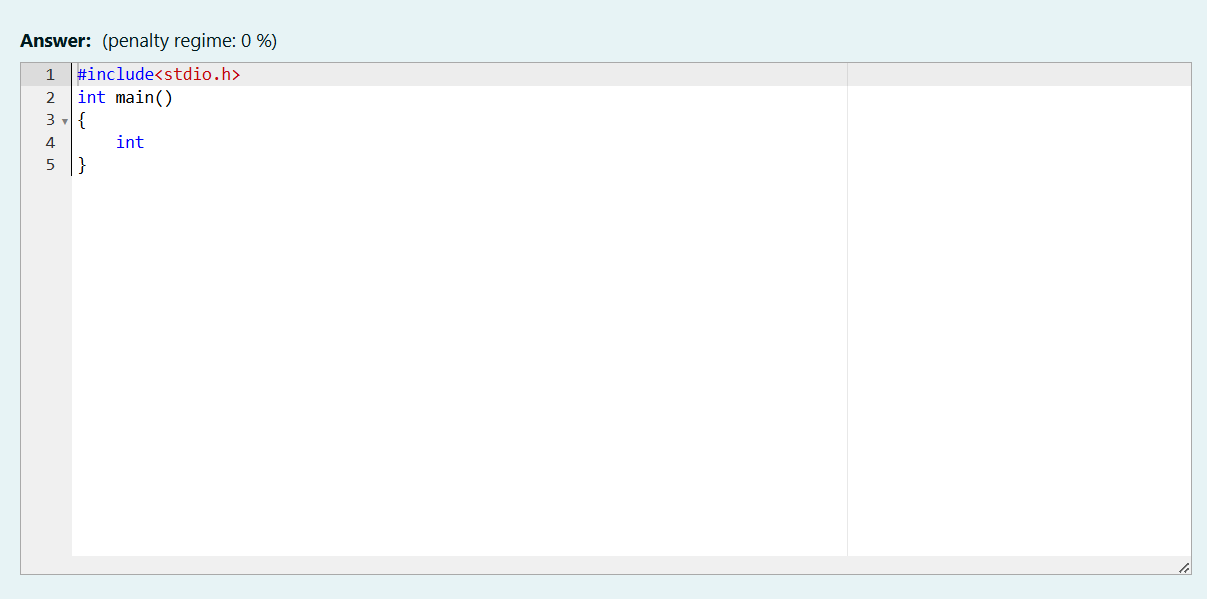 Answer: (penalty regime: 0 %)
1 #include<stdio.h>
2 int main()
3 {
4     int
5 }